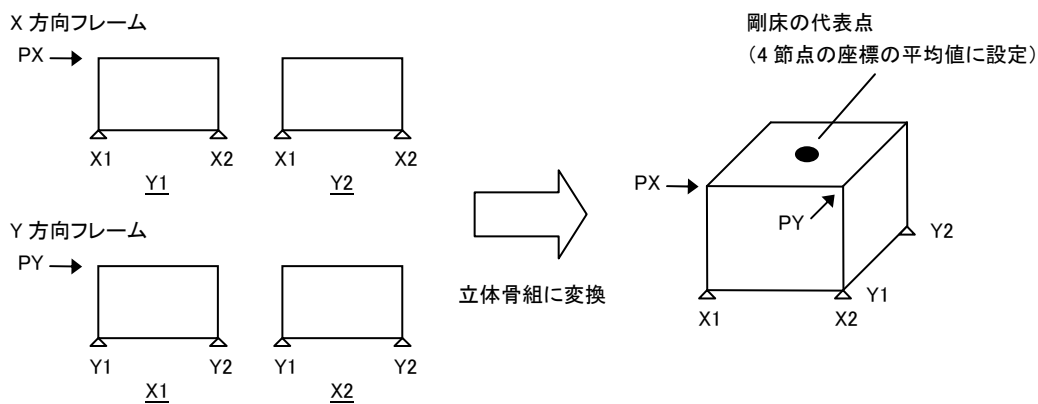 X 方向フレーム
PX
X1 X2 X1 X2
Y1 Y2
Y 方向フレーム
PY
Y1 Y2 Y1 Y2
X1 X2
立体骨組に変換
剛床の代表点
(4 節点の座標の平均値に設定)
PX
PY
Y2
Y1
X1 X2